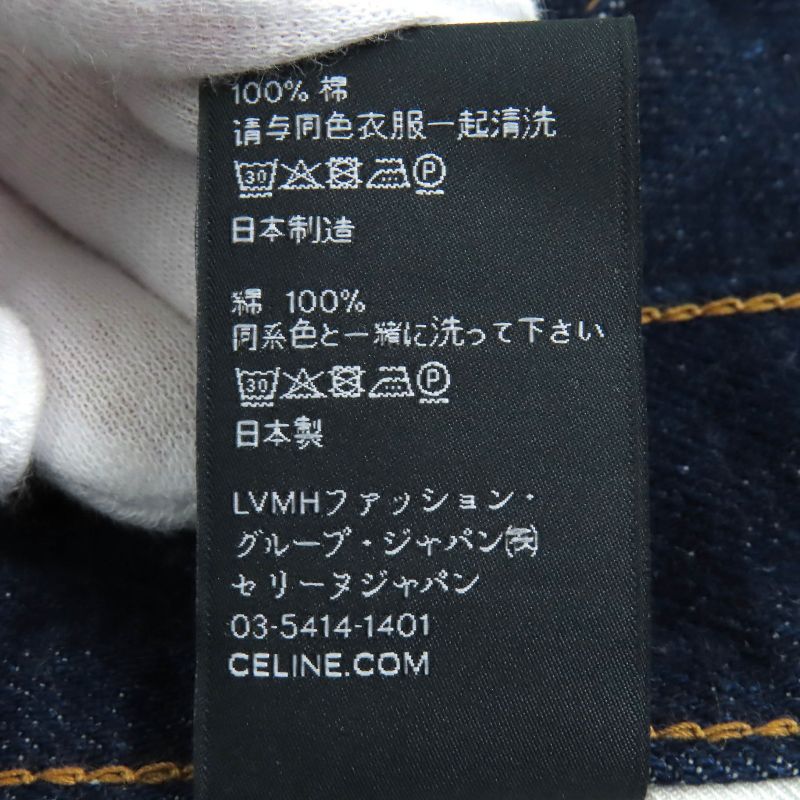 100% 棉
请与同色衣服一起清洗
30 P
日本制造
綿 100%
同系色と一緒に洗って下さい
30 P
日本製
LVMHファッション・
グループ・ジャパン㈱
セリーヌジャパン
03-5414-1401
CELINE.COM